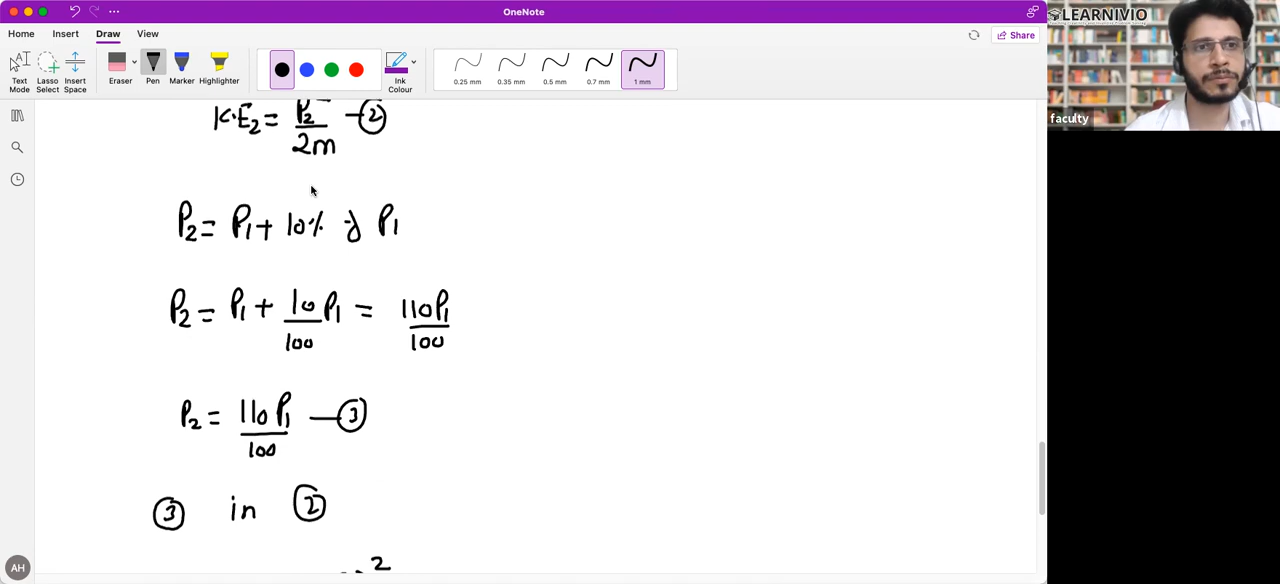 OneNote
LEARNIVIO
Home Insert Draw View
Share
Text Mode
Lasso Select
Insert Space
Eraser
Pen
Marker
Highlighter
Ink Colour
0.25 mm
0.35 mm
0.5 mm
0.7 mm
1 mm
faculty
K.E₂ = P₂²/2m —②
P₂ = P₁ + 10% of P₁
P₂ = P₁ + 10/100 P₁ = 110P₁/100
P₂ = 110P₁/100 —③
③ in ②
2
AH